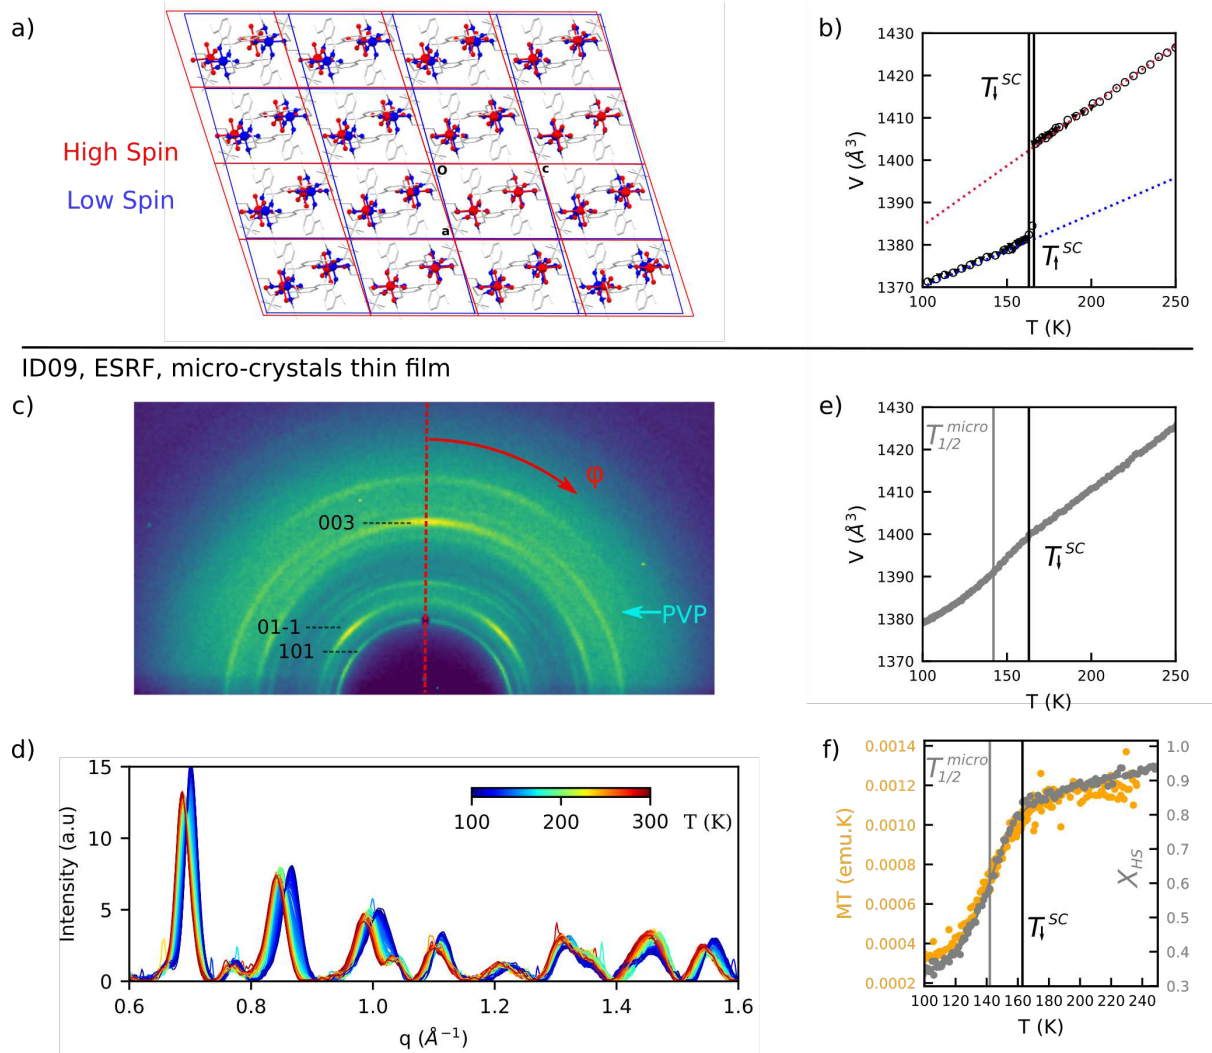 a)
High Spin
Low Spin
O
c
a
b)
1430
1420
1410
1400
1390
1380
1370
V (Å³)
T↓ SC
T↑ SC
100
150
200
250
T (K)
ID09, ESRF, micro-crystals thin film
c)
003
01-1
101
φ
PVP
e)
1430
1420
1410
1400
1390
1380
1370
V (Å³)
T1/2 micro
T↓ SC
100
150
200
250
T (K)
d)
15
10
5
0
Intensity (a.u)
100
200
300
T (K)
0.6
0.8
1.0
1.2
1.4
1.6
q (Å⁻¹)
f)
0.0014
0.0012
0.0010
0.0008
0.0006
0.0004
0.0002
MT (emu.K)
T1/2 micro
T↓ SC
1.0
0.9
0.8
0.7
0.6
0.5
0.4
0.3
XHS
100 120 140 160 180 200 220 240
T (K)